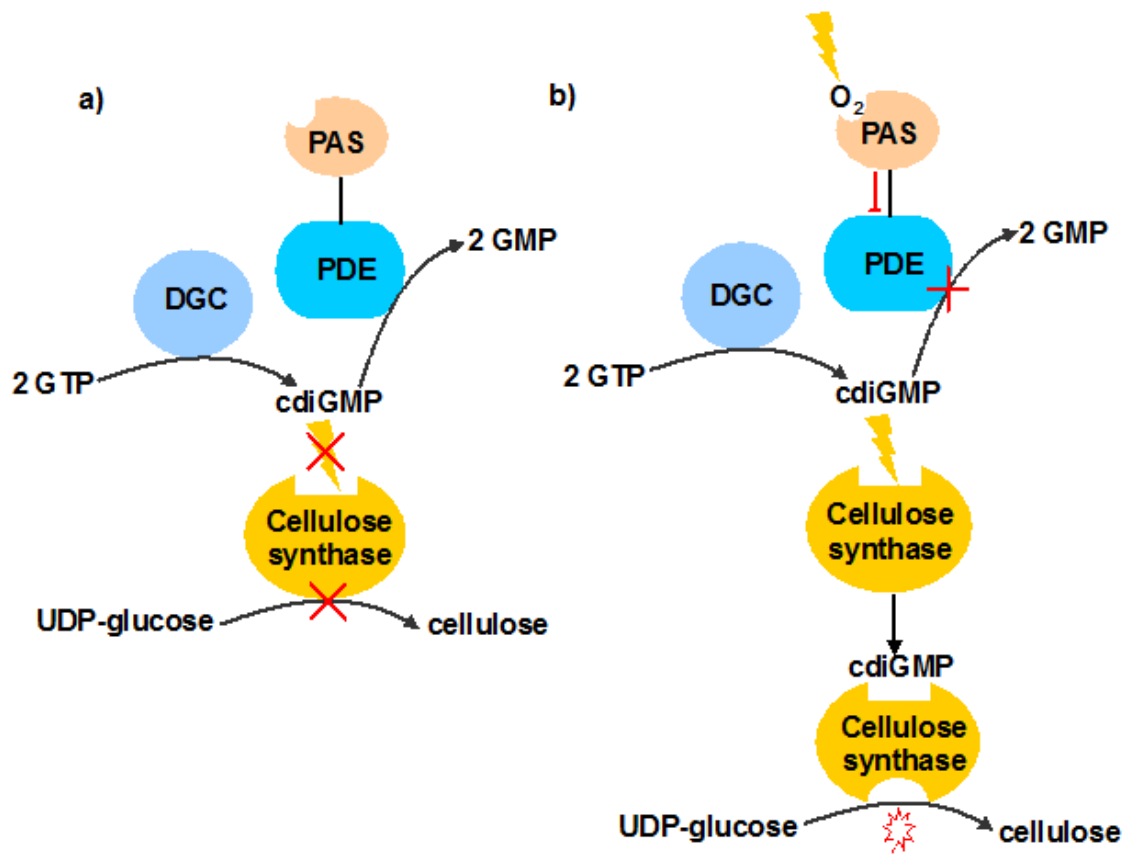 a)
PAS
PDE
2 GMP
DGC
2 GTP
cdiGMP
Cellulose
synthase
UDP-glucose
cellulose
b)
O₂
PAS
PDE
2 GMP
DGC
2 GTP
cdiGMP
Cellulose
synthase
cdiGMP
Cellulose
synthase
UDP-glucose
cellulose